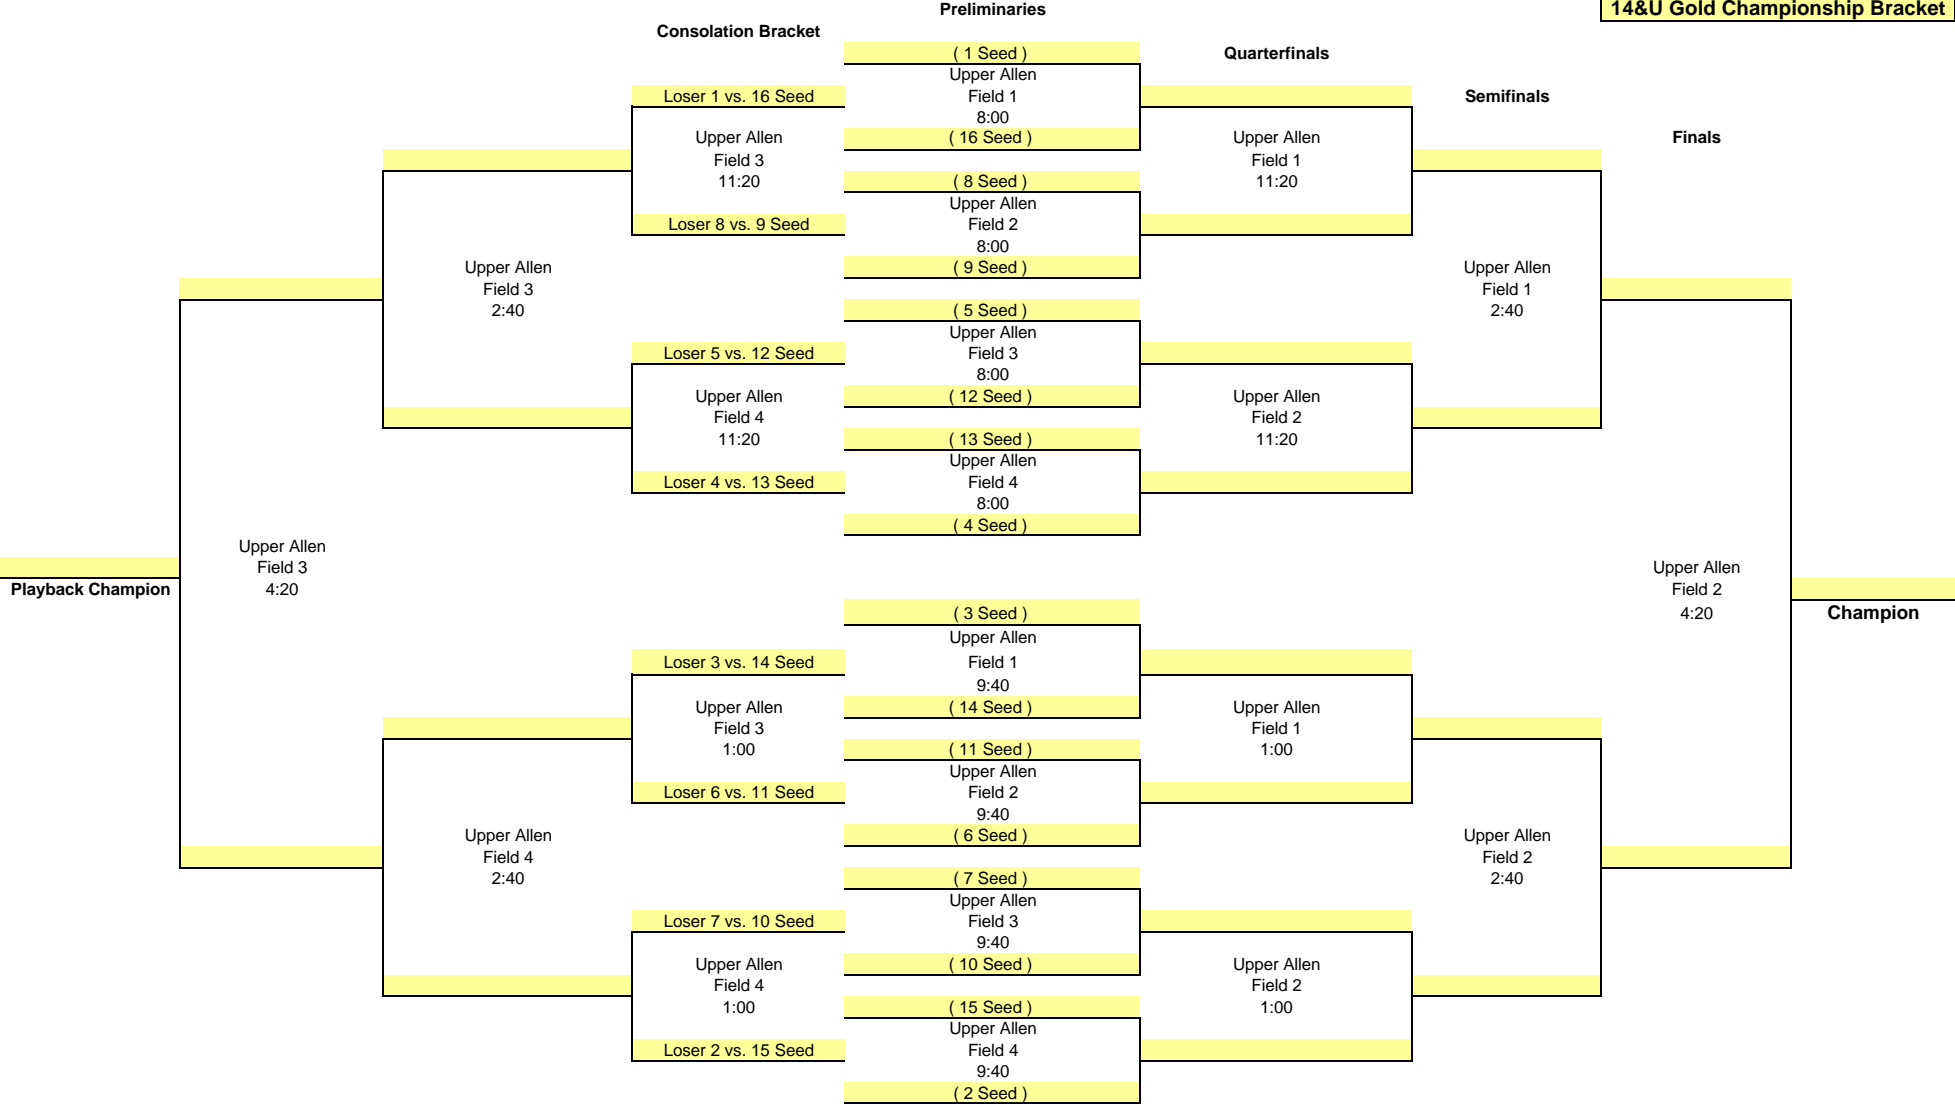 Preliminaries
14&U Gold Championship Bracket
Consolation Bracket
( 1 Seed )
Quarterfinals
Upper Allen
Loser 1 vs. 16 Seed
Field 1
Semifinals
8:00
Upper Allen
( 16 Seed )
Upper Allen
Finals
Field 3
Field 1
11:20
( 8 Seed )
11:20
Upper Allen
Loser 8 vs. 9 Seed
Field 2
8:00
Upper Allen
( 9 Seed )
Upper Allen
Field 3
Field 1
2:40
( 5 Seed )
2:40
Upper Allen
Loser 5 vs. 12 Seed
Field 3
8:00
Upper Allen
( 12 Seed )
Upper Allen
Field 4
Field 2
11:20
( 13 Seed )
11:20
Upper Allen
Loser 4 vs. 13 Seed
Field 4
8:00
( 4 Seed )
Upper Allen
Field 3
Upper Allen
Playback Champion
4:20
Field 2
( 3 Seed )
4:20
Champion
Upper Allen
Loser 3 vs. 14 Seed
Field 1
9:40
Upper Allen
( 14 Seed )
Upper Allen
Field 3
Field 1
1:00
( 11 Seed )
1:00
Upper Allen
Loser 6 vs. 11 Seed
Field 2
9:40
Upper Allen
( 6 Seed )
Upper Allen
Field 4
Field 2
2:40
( 7 Seed )
2:40
Upper Allen
Loser 7 vs. 10 Seed
Field 3
9:40
Upper Allen
( 10 Seed )
Upper Allen
Field 4
Field 2
1:00
( 15 Seed )
1:00
Upper Allen
Loser 2 vs. 15 Seed
Field 4
9:40
( 2 Seed )